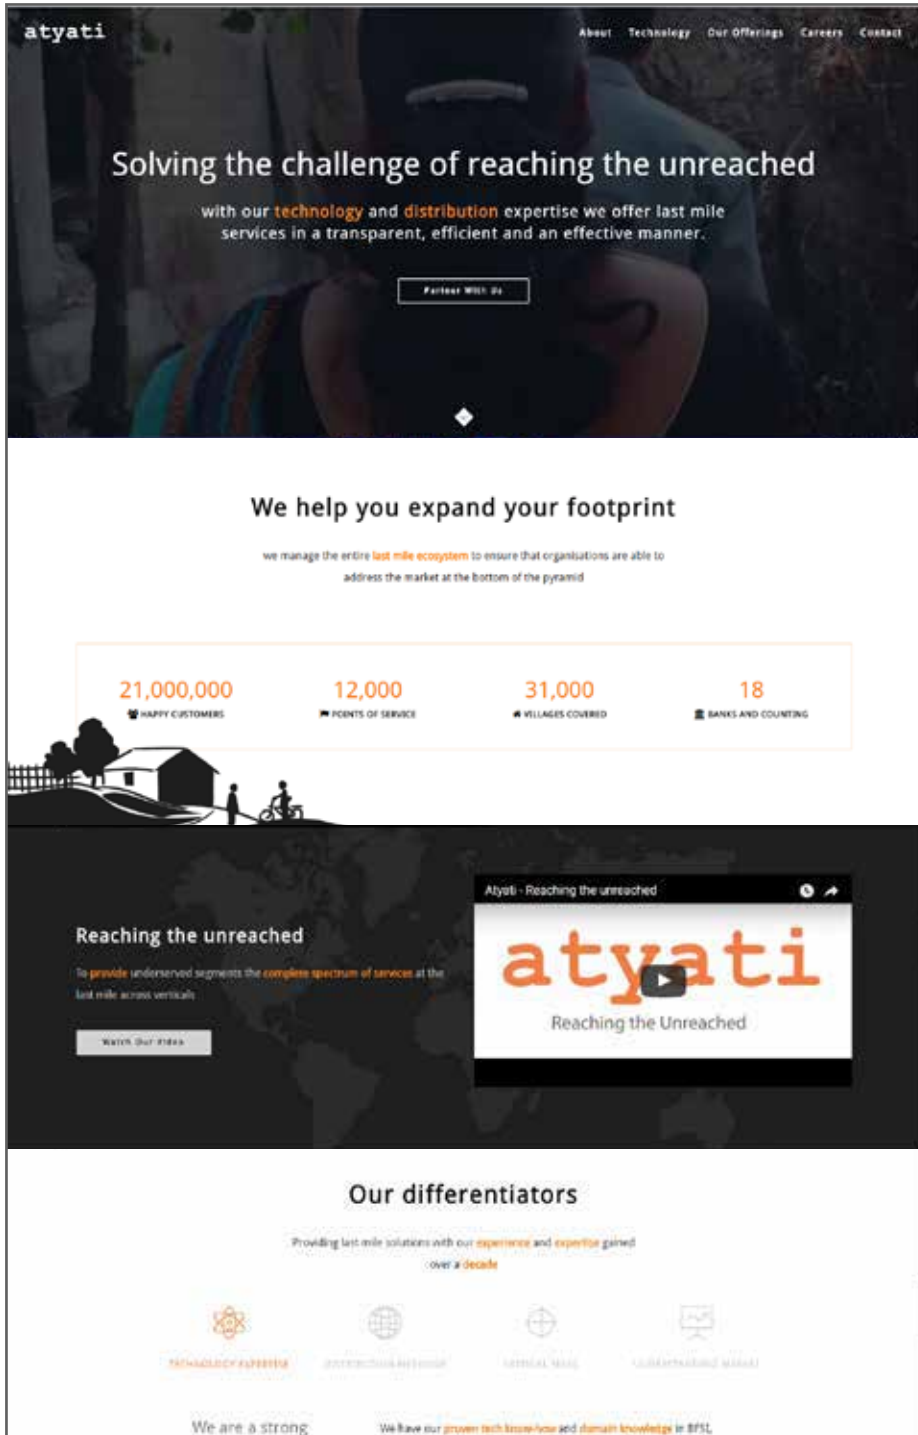 atyati
About Technology Our Offerings Careers Contact
Solving the challenge of reaching the unreached
with our technology and distribution expertise we offer last mile
services in a transparent, efficient and an effective manner.
Partner With Us
We help you expand your footprint
we manage the entire last mile ecosystem to ensure that organisations are able to
address the market at the bottom of the pyramid
21,000,000 12,000 31,000 18
HAPPY CUSTOMERS POINTS OF SERVICE VILLAGES COVERED BANKS AND COUNTING
Atyati - Reaching the unreached
atyati
Reaching the Unreached
Reaching the unreached
To provide underserved segments the complete spectrum of services at the
last mile across verticals
Watch Our Video
Our differentiators
Providing last mile solutions with our experience and expertise gained
over a decade
TECHNOLOGY EXPERTISE DISTRIBUTION NETWORK CRITICAL MASS UNDERSTANDING MARKET
We are a strong We have our proven tech know-how and domain knowledge in BFSI,